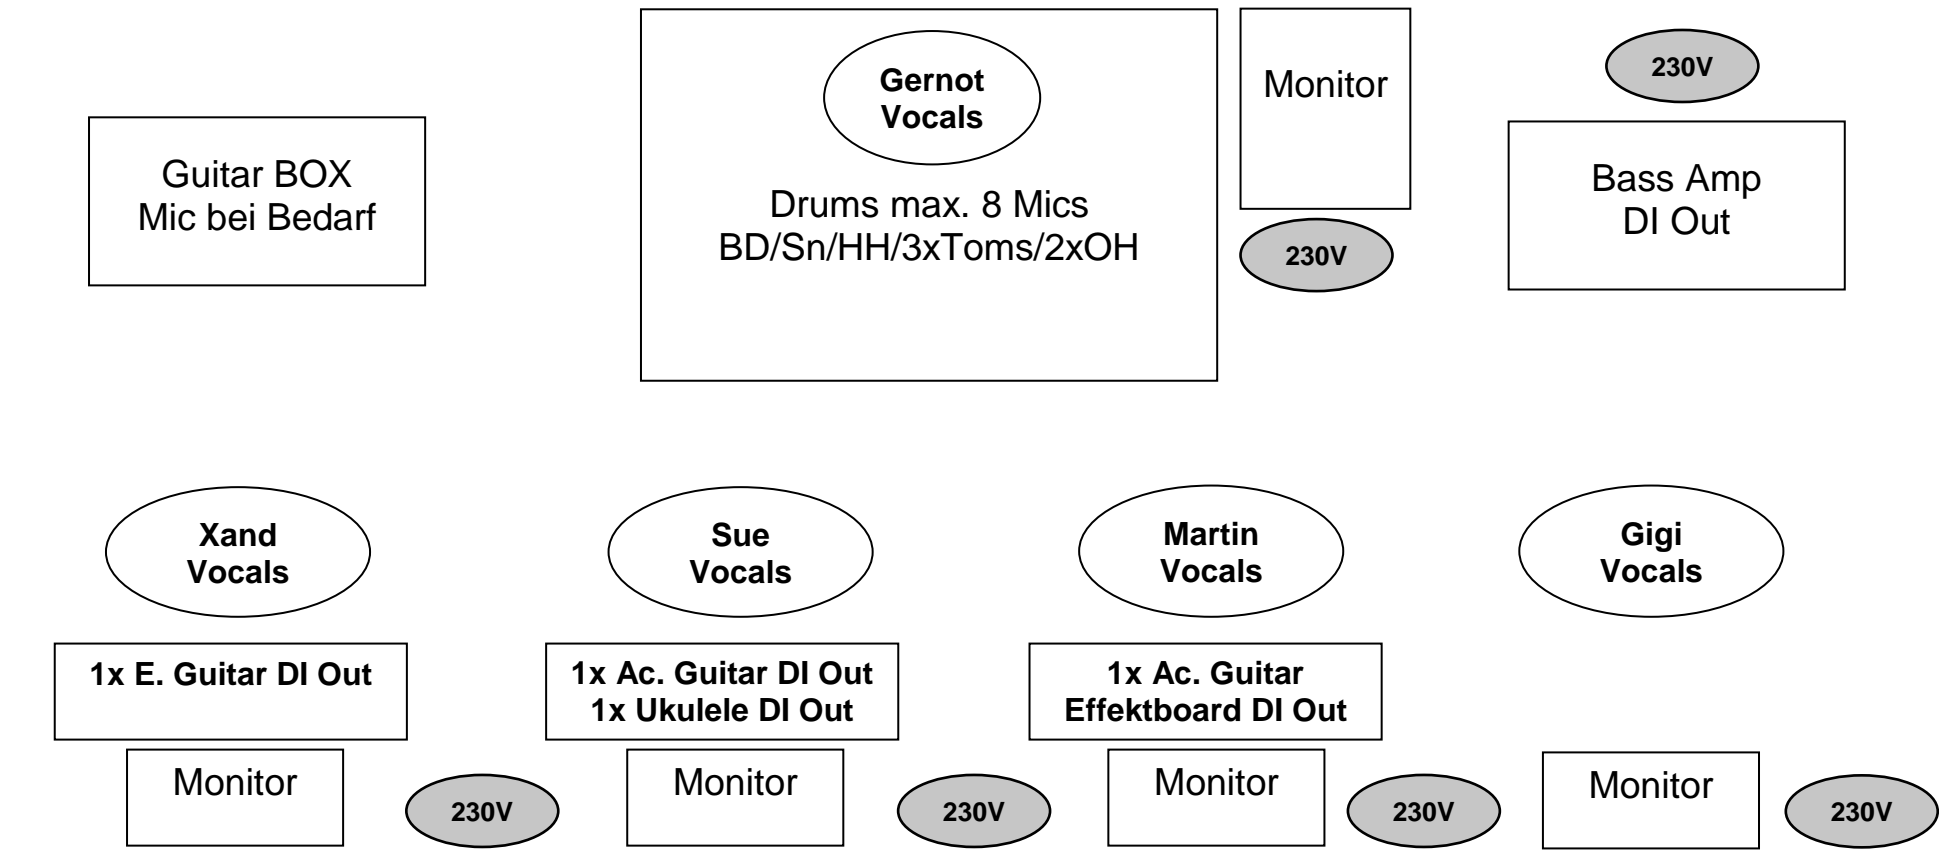 Gernot
Vocals
Monitor
230V
Guitar BOX
Mic bei Bedarf
Drums max. 8 Mics
BD/Sn/HH/3xToms/2xOH
230V
Bass Amp
DI Out
Xand
Vocals
Sue
Vocals
Martin
Vocals
Gigi
Vocals
1x E. Guitar DI Out
1x Ac. Guitar DI Out
1x Ukulele DI Out
1x Ac. Guitar
Effektboard DI Out
Monitor
230V
Monitor
230V
Monitor
230V
Monitor
230V